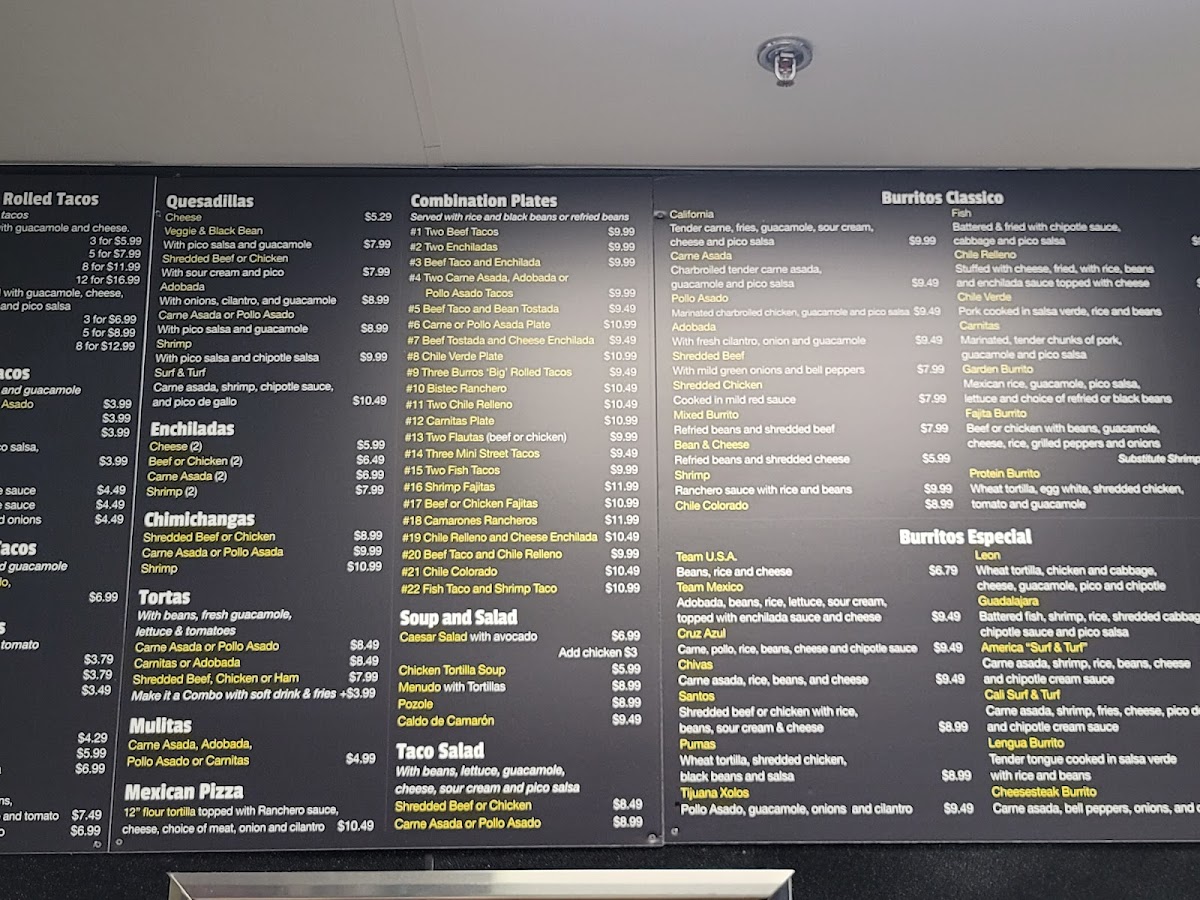 Rolled Tacos
tacos
with guacamole and cheese.
3 for $5.99
5 for $7.99
8 for $11.99
12 for $16.99
with guacamole, cheese,
and pico salsa
3 for $6.99
5 for $8.99
8 for $12.99
acos
and guacamole
Asado $3.99
$3.99
$3.99
co salsa,
$3.99
e sauce $4.49
e sauce $4.49
d onions $4.49
Tacos
d guacamole
$6.99
s
tomato
$3.79
$3.79
$3.49
$4.29
$5.99
$6.99
and tomato $7.49
$6.99
Quesadillas
Cheese $5.29
Veggie & Black Bean
With pico salsa and guacamole $7.99
Shredded Beef or Chicken
With sour cream and pico $7.99
Adobada
With onions, cilantro, and guacamole $8.99
Carne Asada or Pollo Asado
With pico salsa and guacamole $8.99
Shrimp
With pico salsa and chipotle salsa $9.99
Surf & Turf
Carne asada, shrimp, chipotle sauce,
and pico de gallo $10.49
Enchiladas
Cheese (2) $5.99
Beef or Chicken (2) $6.49
Carne Asada (2) $6.99
Shrimp (2) $7.99
Chimichangas
Shredded Beef or Chicken $8.99
Carne Asada or Pollo Asada $9.99
Shrimp $10.99
Tortas
With beans, fresh guacamole,
lettuce & tomatoes
Carne Asada or Pollo Asado $8.49
Carnitas or Adobada $8.49
Shredded Beef, Chicken or Ham $7.99
Make it a Combo with soft drink & fries +$3.99
Mulitas
Carne Asada, Adobada,
Pollo Asado or Carnitas $4.99
Mexican Pizza
12" flour tortilla topped with Ranchero sauce,
cheese, choice of meat, onion and cilantro $10.49
Combination Plates
Served with rice and black beans or refried beans
#1 Two Beef Tacos $9.99
#2 Two Enchiladas $9.99
#3 Beef Taco and Enchilada $9.99
#4 Two Carne Asada, Adobada or
Pollo Asado Tacos $9.99
#5 Beef Taco and Bean Tostada $9.49
#6 Carne or Pollo Asada Plate $10.99
#7 Beef Tostada and Cheese Enchilada $9.49
#8 Chile Verde Plate $10.99
#9 Three Burros 'Big' Rolled Tacos $9.49
#10 Bistec Ranchero $10.49
#11 Two Chile Relleno $10.49
#12 Carnitas Plate $10.99
#13 Two Flautas (beef or chicken) $9.99
#14 Three Mini Street Tacos $9.49
#15 Two Fish Tacos $9.99
#16 Shrimp Fajitas $11.99
#17 Beef or Chicken Fajitas $10.99
#18 Camarones Rancheros $11.99
#19 Chile Relleno and Cheese Enchilada $10.49
#20 Beef Taco and Chile Relleno $9.99
#21 Chile Colorado $10.49
#22 Fish Taco and Shrimp Taco $10.99
Soup and Salad
Caesar Salad with avocado $6.99
Add chicken $3
Chicken Tortilla Soup $5.99
Menudo with Tortillas $8.99
Pozole $8.99
Caldo de Camarón $9.49
Taco Salad
With beans, lettuce, guacamole,
cheese, sour cream and pico salsa
Shredded Beef or Chicken $8.49
Carne Asada or Pollo Asado $8.99
Burritos Classico
California
Tender carne, fries, guacamole, sour cream,
cheese and pico salsa $9.99
Carne Asada
Charbroiled tender carne asada,
guacamole and pico salsa $9.49
Pollo Asado
Marinated charbroiled chicken, guacamole and pico salsa $9.49
Adobada
With fresh cilantro, onion and guacamole $9.49
Shredded Beef
With mild green onions and bell peppers $7.99
Shredded Chicken
Cooked in mild red sauce $7.99
Mixed Burrito
Refried beans and shredded beef $7.99
Bean & Cheese
Refried beans and shredded cheese $5.99
Shrimp
Ranchero sauce with rice and beans $9.99
Chile Colorado $8.99
Fish
Battered & fried with chipotle sauce,
cabbage and pico salsa
Chile Relleno
Stuffed with cheese, fried, with rice, beans
and enchilada sauce topped with cheese
Chile Verde
Pork cooked in salsa verde, rice and beans
Carnitas
Marinated, tender chunks of pork,
guacamole and pico salsa
Garden Burrito
Mexican rice, guacamole, pico salsa,
lettuce and choice of refried or black beans
Fajita Burrito
Beef or chicken with beans, guacamole,
cheese, rice, grilled peppers and onions
Substitute Shrimp
Protein Burrito
Wheat tortilla, egg white, shredded chicken,
tomato and guacamole
Burritos Especial
Team U.S.A.
Beans, rice and cheese $6.79
Team Mexico
Adobada, beans, rice, lettuce, sour cream,
topped with enchilada sauce and cheese $9.49
Cruz Azul
Carne, pollo, rice, beans, cheese and chipotle sauce $9.49
Chivas
Carne asada, rice, beans, and cheese $9.49
Santos
Shredded beef or chicken with rice,
beans, sour cream & cheese $8.99
Pumas
Wheat tortilla, shredded chicken,
black beans and salsa $8.99
Tijuana Xolos
Pollo Asado, guacamole, onions and cilantro $9.49
Leon
Wheat tortilla, chicken and cabbage,
cheese, guacamole, pico and chipotle
Guadalajara
Battered fish, shrimp, rice, shredded cabbag
chipotle sauce and pico salsa
America "Surf & Turf"
Carne asada, shrimp, rice, beans, cheese
and chipotle cream sauce
Cali Surf & Turf
Carne asada, shrimp, fries, cheese, pico de
and chipotle cream sauce
Lengua Burrito
Tender tongue cooked in salsa verde
with rice and beans
Cheesesteak Burrito
Carne asada, bell peppers, onions, and c